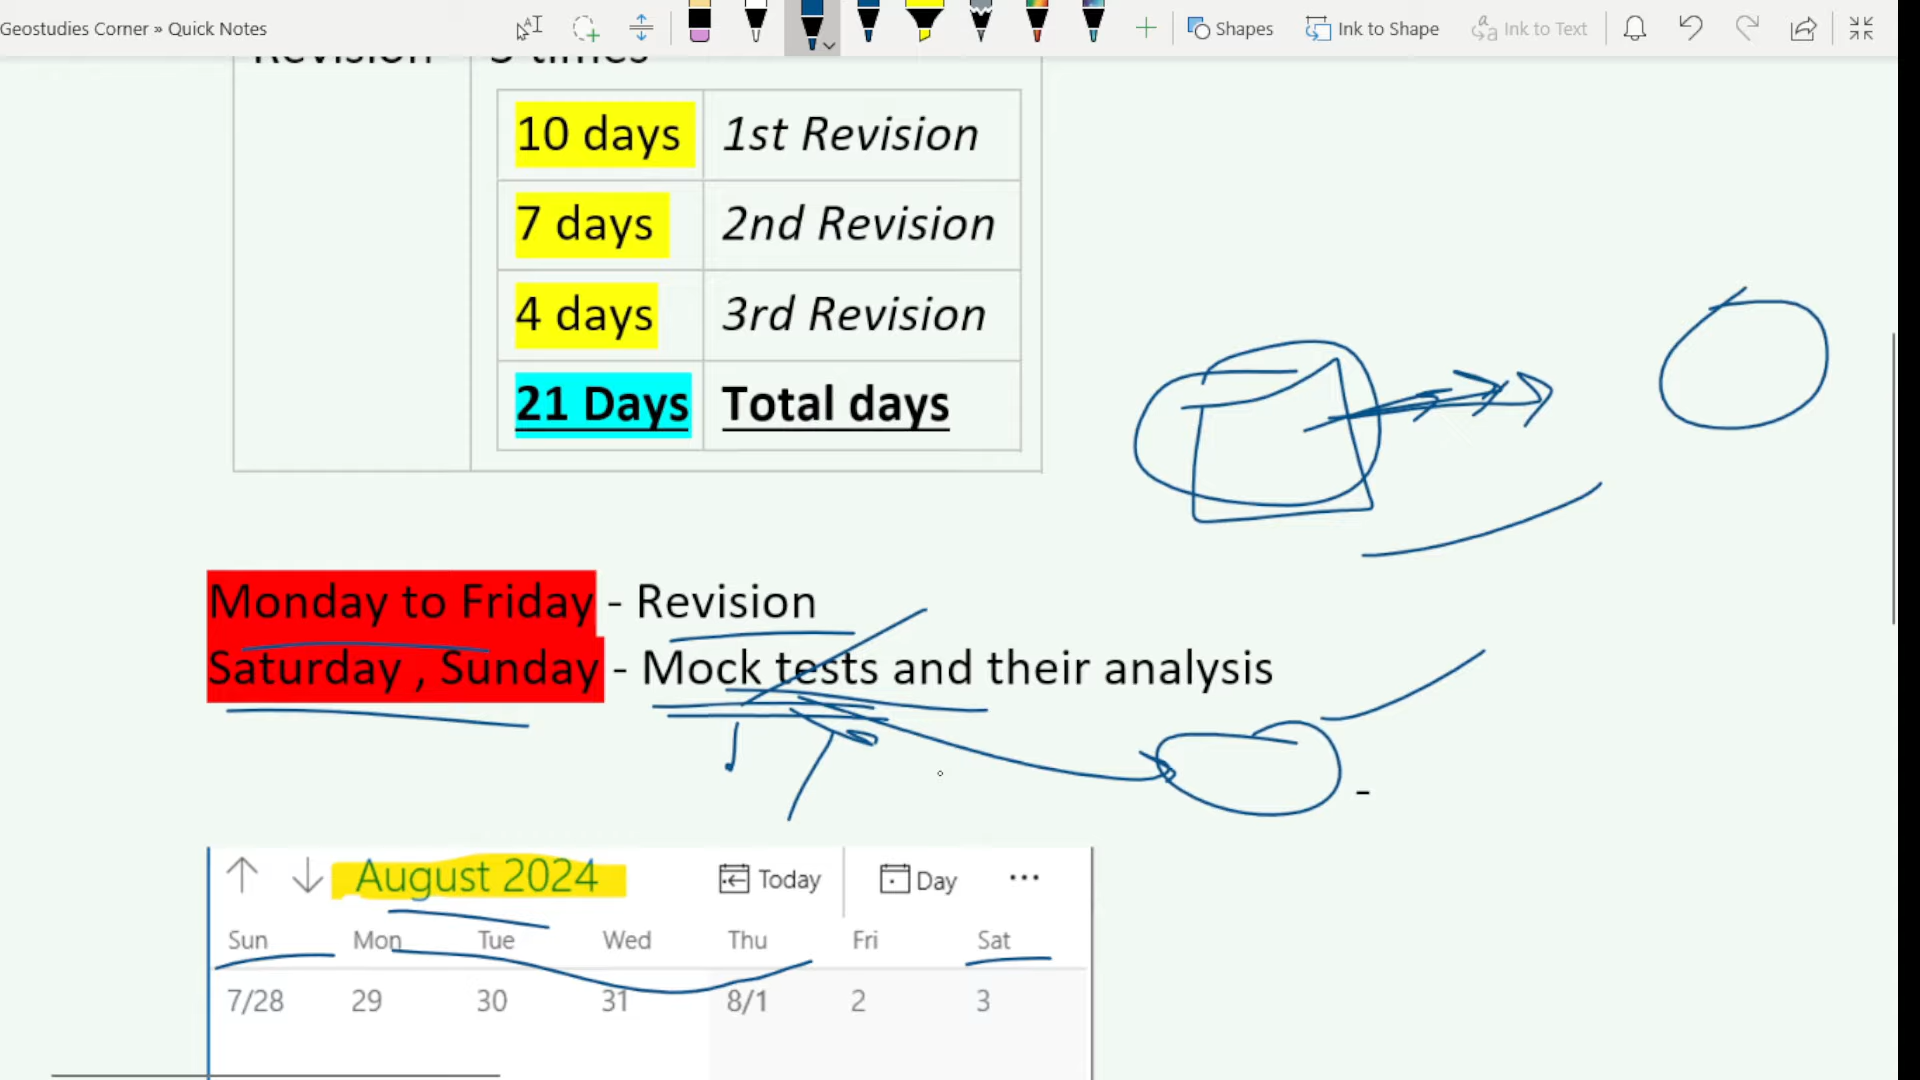 Geostudies Corner » Quick Notes
Shapes
Ink to Shape
Ink to Text
Revision
3 times
10 days 1st Revision
7 days 2nd Revision
4 days 3rd Revision
21 Days Total days
Monday to Friday - Revision
Saturday , Sunday - Mock tests and their analysis
-
August 2024
Today
Day
...
Sun Mon Tue Wed Thu Fri Sat
7/28 29 30 31 8/1 2 3